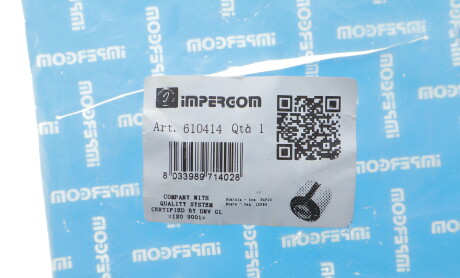 IMPERGOM
Art. 610414 Qtà 1
8 033989 714028
COMPANY WITH
QUALITY SYSTEM
CERTIFIED BY DNV GL
=ISO 9001=